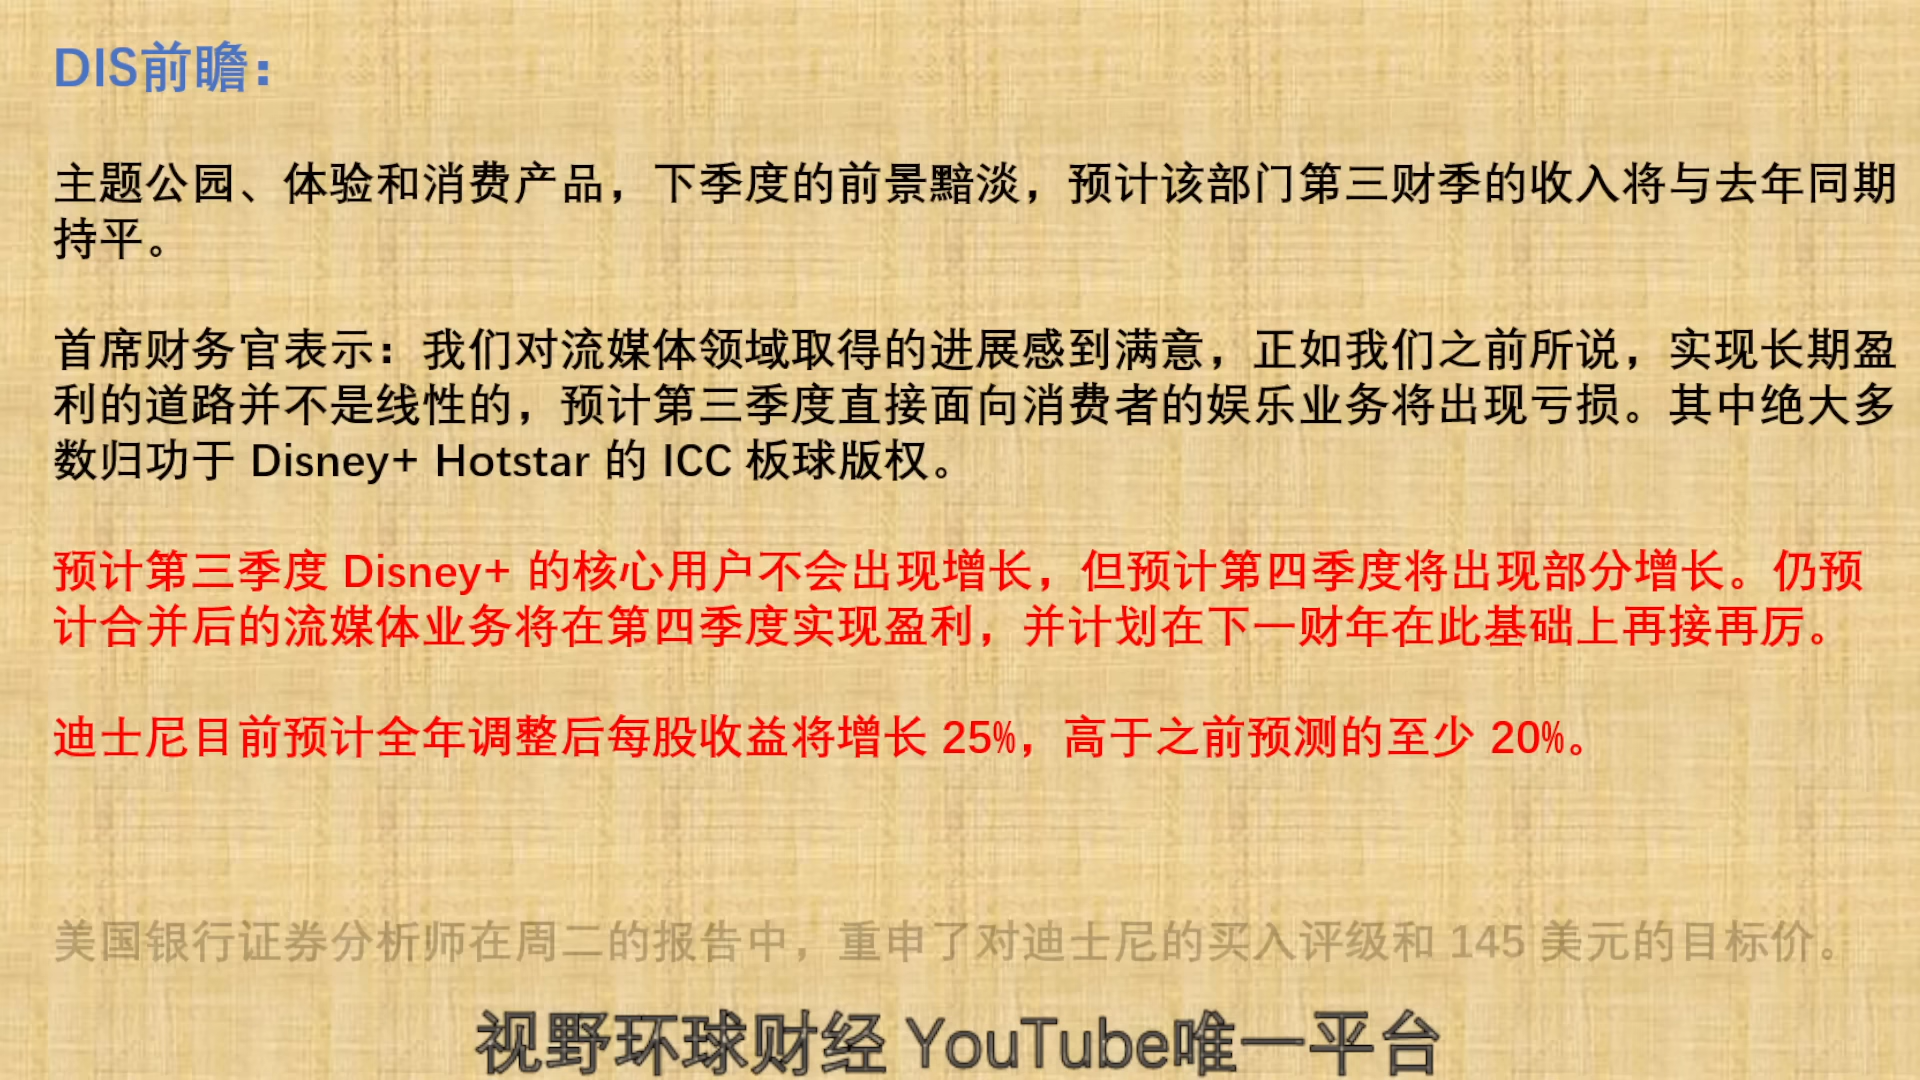 DIS前瞻：
主题公园、体验和消费产品，下季度的前景黯淡，预计该部门第三财季的收入将与去年同期
持平。
首席财务官表示：我们对流媒体领域取得的进展感到满意，正如我们之前所说，实现长期盈
利的道路并不是线性的，预计第三季度直接面向消费者的娱乐业务将出现亏损。其中绝大多
数归功于 Disney+ Hotstar 的 ICC 板球版权。
预计第三季度 Disney+ 的核心用户不会出现增长，但预计第四季度将出现部分增长。仍预
计合并后的流媒体业务将在第四季度实现盈利，并计划在下一财年在此基础上再接再厉。
迪士尼目前预计全年调整后每股收益将增长 25%，高于之前预测的至少 20%。
美国银行证券分析师在周二的报告中，重申了对迪士尼的买入评级和 145 美元的目标价。
视野环球财经 YouTube唯一平台